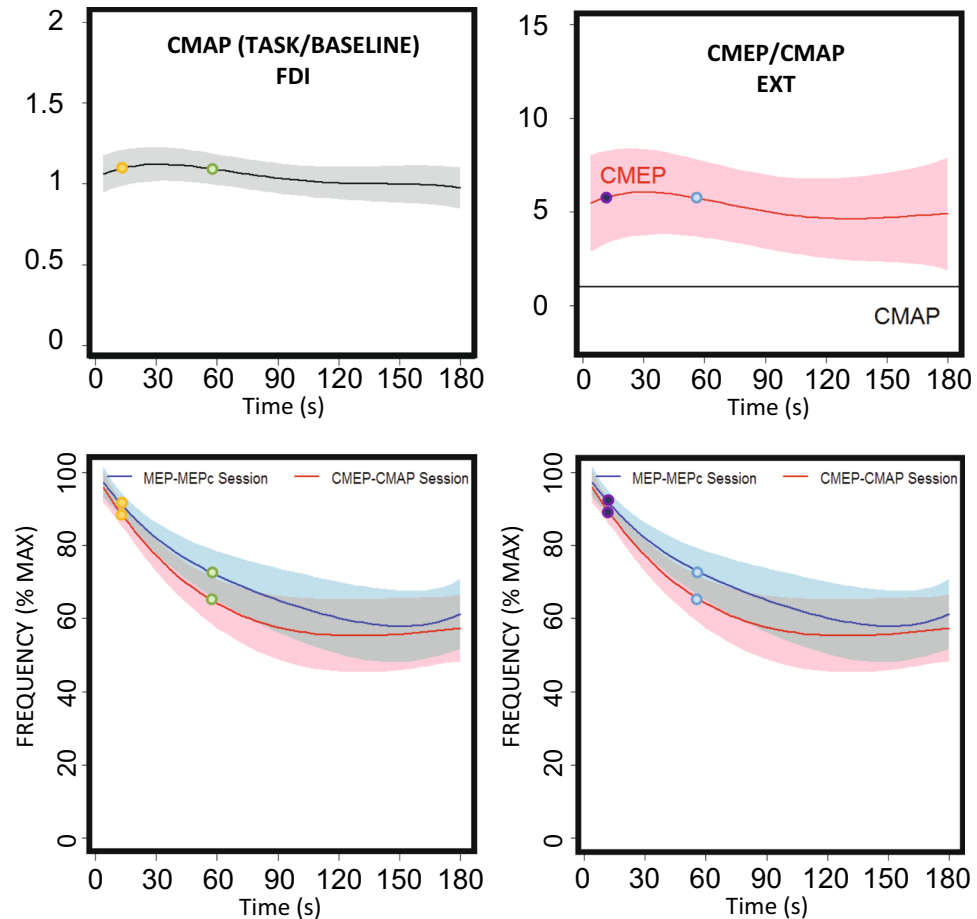 CMAP (TASK/BASELINE)
FDI
2
1.5
1
0.5
0
0 30 60 90 120 150 180
Time (s)
CMEP/CMAP
EXT
15
10
5
0
CMEP
CMAP
0 30 60 90 120 150 180
Time (s)
MEP-MEPc Session CMEP-CMAP Session
FREQUENCY (% MAX)
100
80
60
40
20
0
0 30 60 90 120 150 180
Time (s)
MEP-MEPc Session CMEP-CMAP Session
FREQUENCY (% MAX)
100
80
60
40
20
0
0 30 60 90 120 150 180
Time (s)